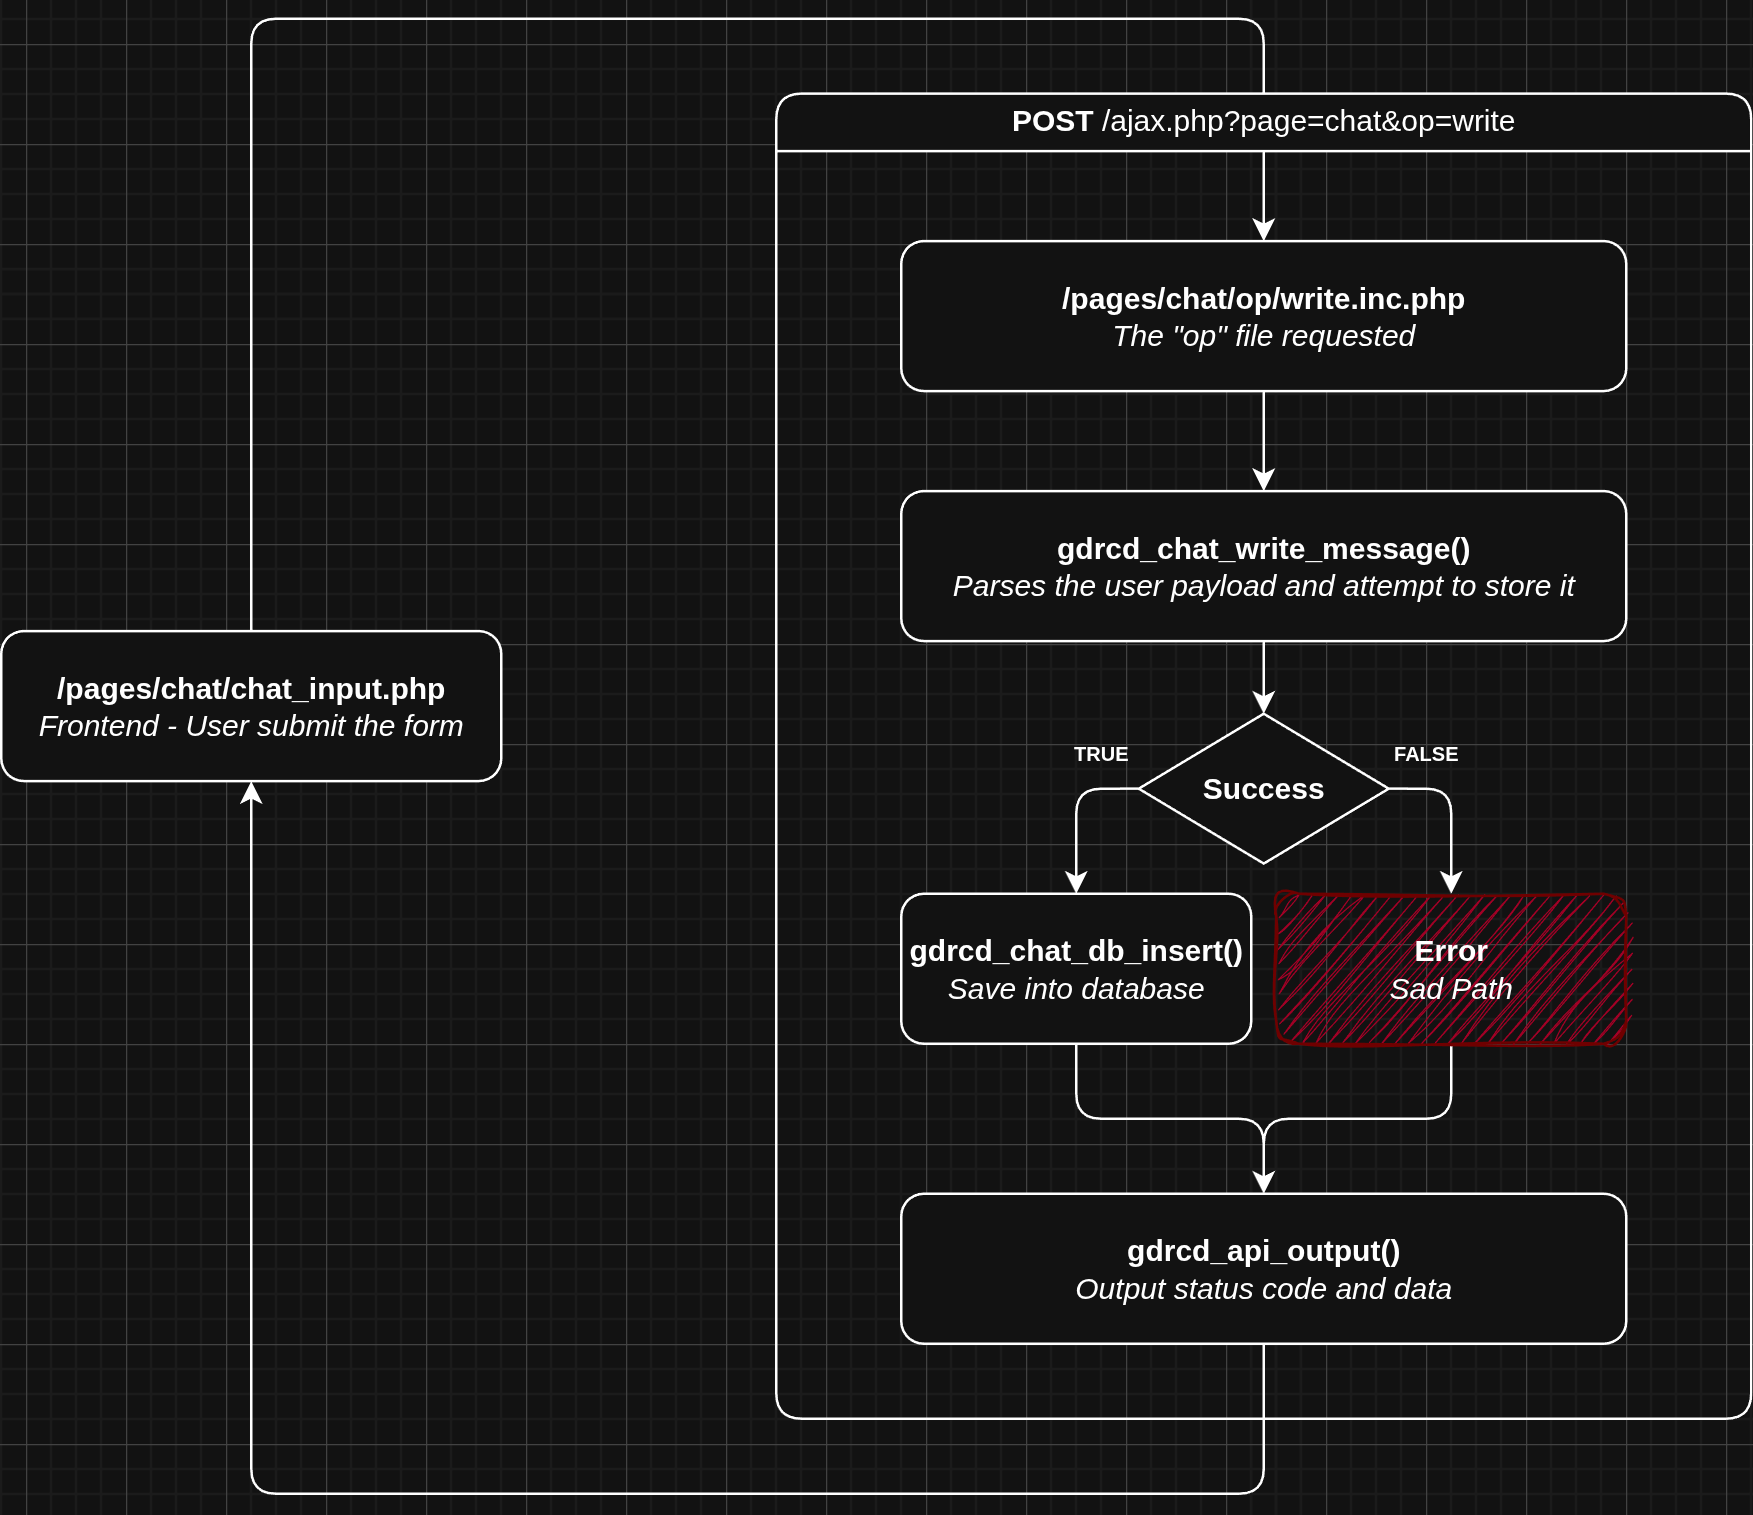 POST /ajax.php?page=chat&op=write
/pages/chat/op/write.inc.php
The "op" file requested
gdrcd_chat_write_message()
Parses the user payload and attempt to store it
/pages/chat/chat_input.php
Frontend - User submit the form
TRUE
FALSE
Success
gdrcd_chat_db_insert()
Save into database
Error
Sad Path
gdrcd_api_output()
Output status code and data